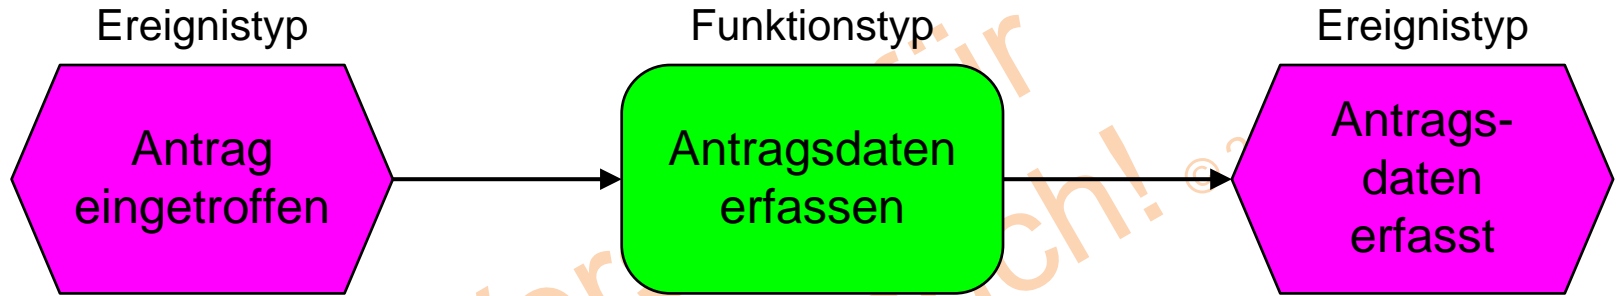 Ereignistyp
Funktionstyp
Ereignistyp
Antrag
eingetroffen
Antragsdaten
erfassen
Antrags-
daten
erfasst